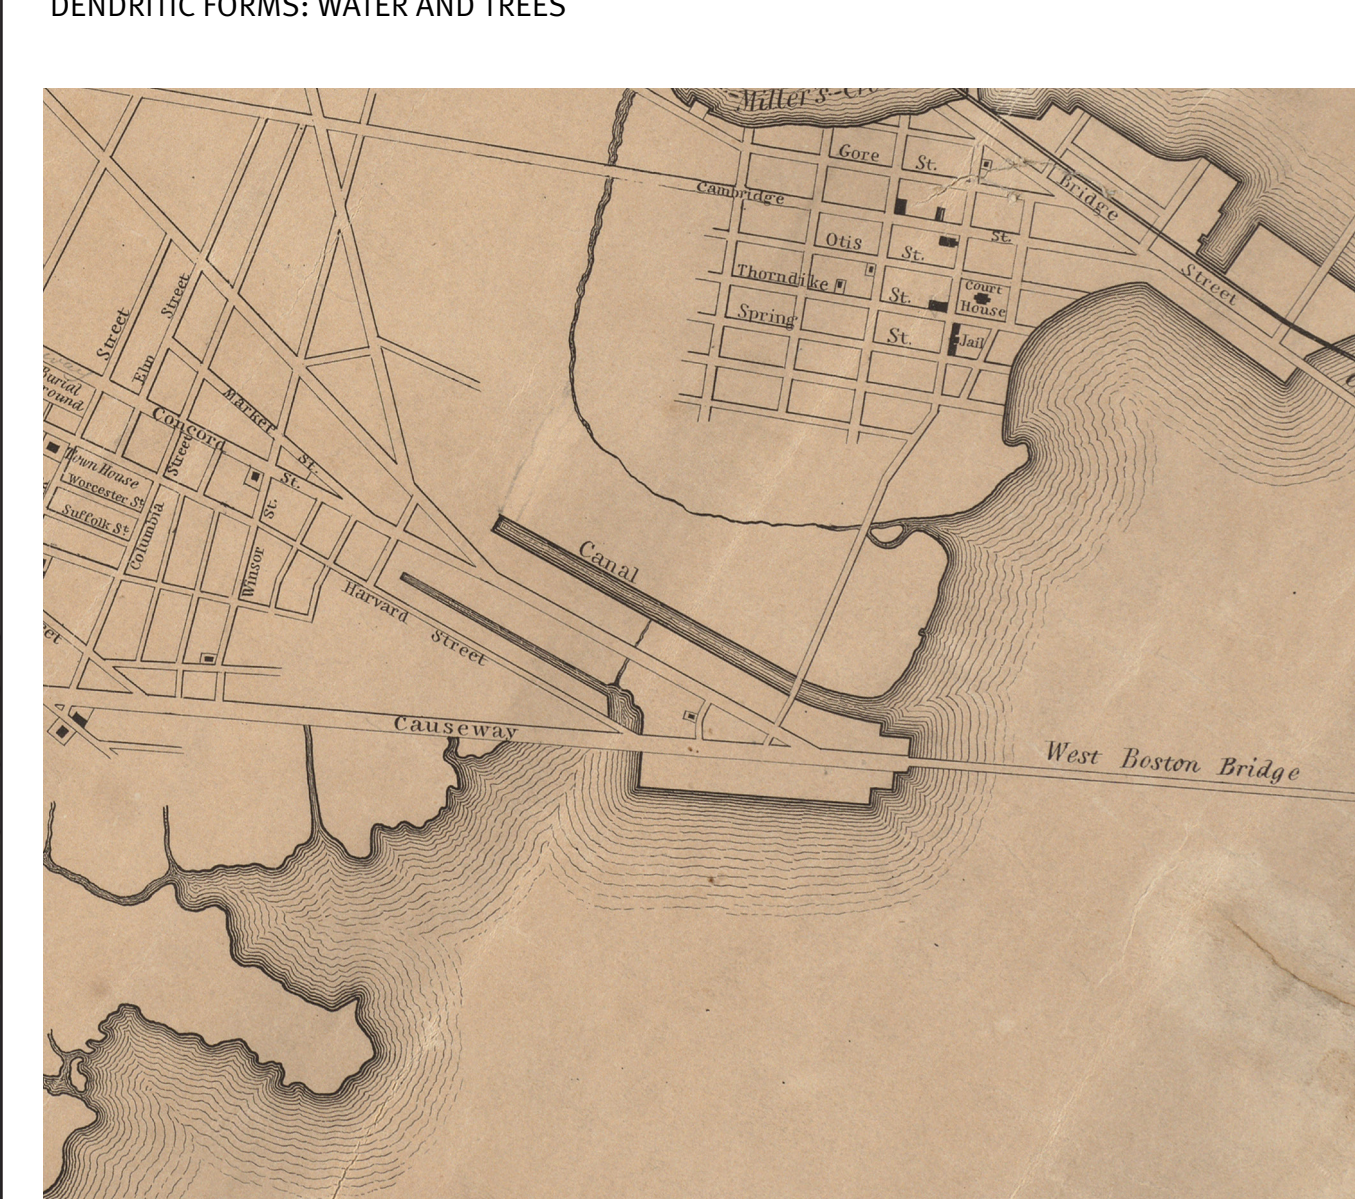 DENDRITIC FORMS: WATER AND TREES
Miller's
Gore St.
Bridge Street
Cambridge St.
Otis St.
Thorndike St.
Court House
Spring St.
Jail
Street
Elm Street
Burial
Market St.
Concord St.
Street
Town House
Worcester St.
Suffolk St.
Columbia
Winsor St.
Canal
Harvard Street
Causeway
West Boston Bridge